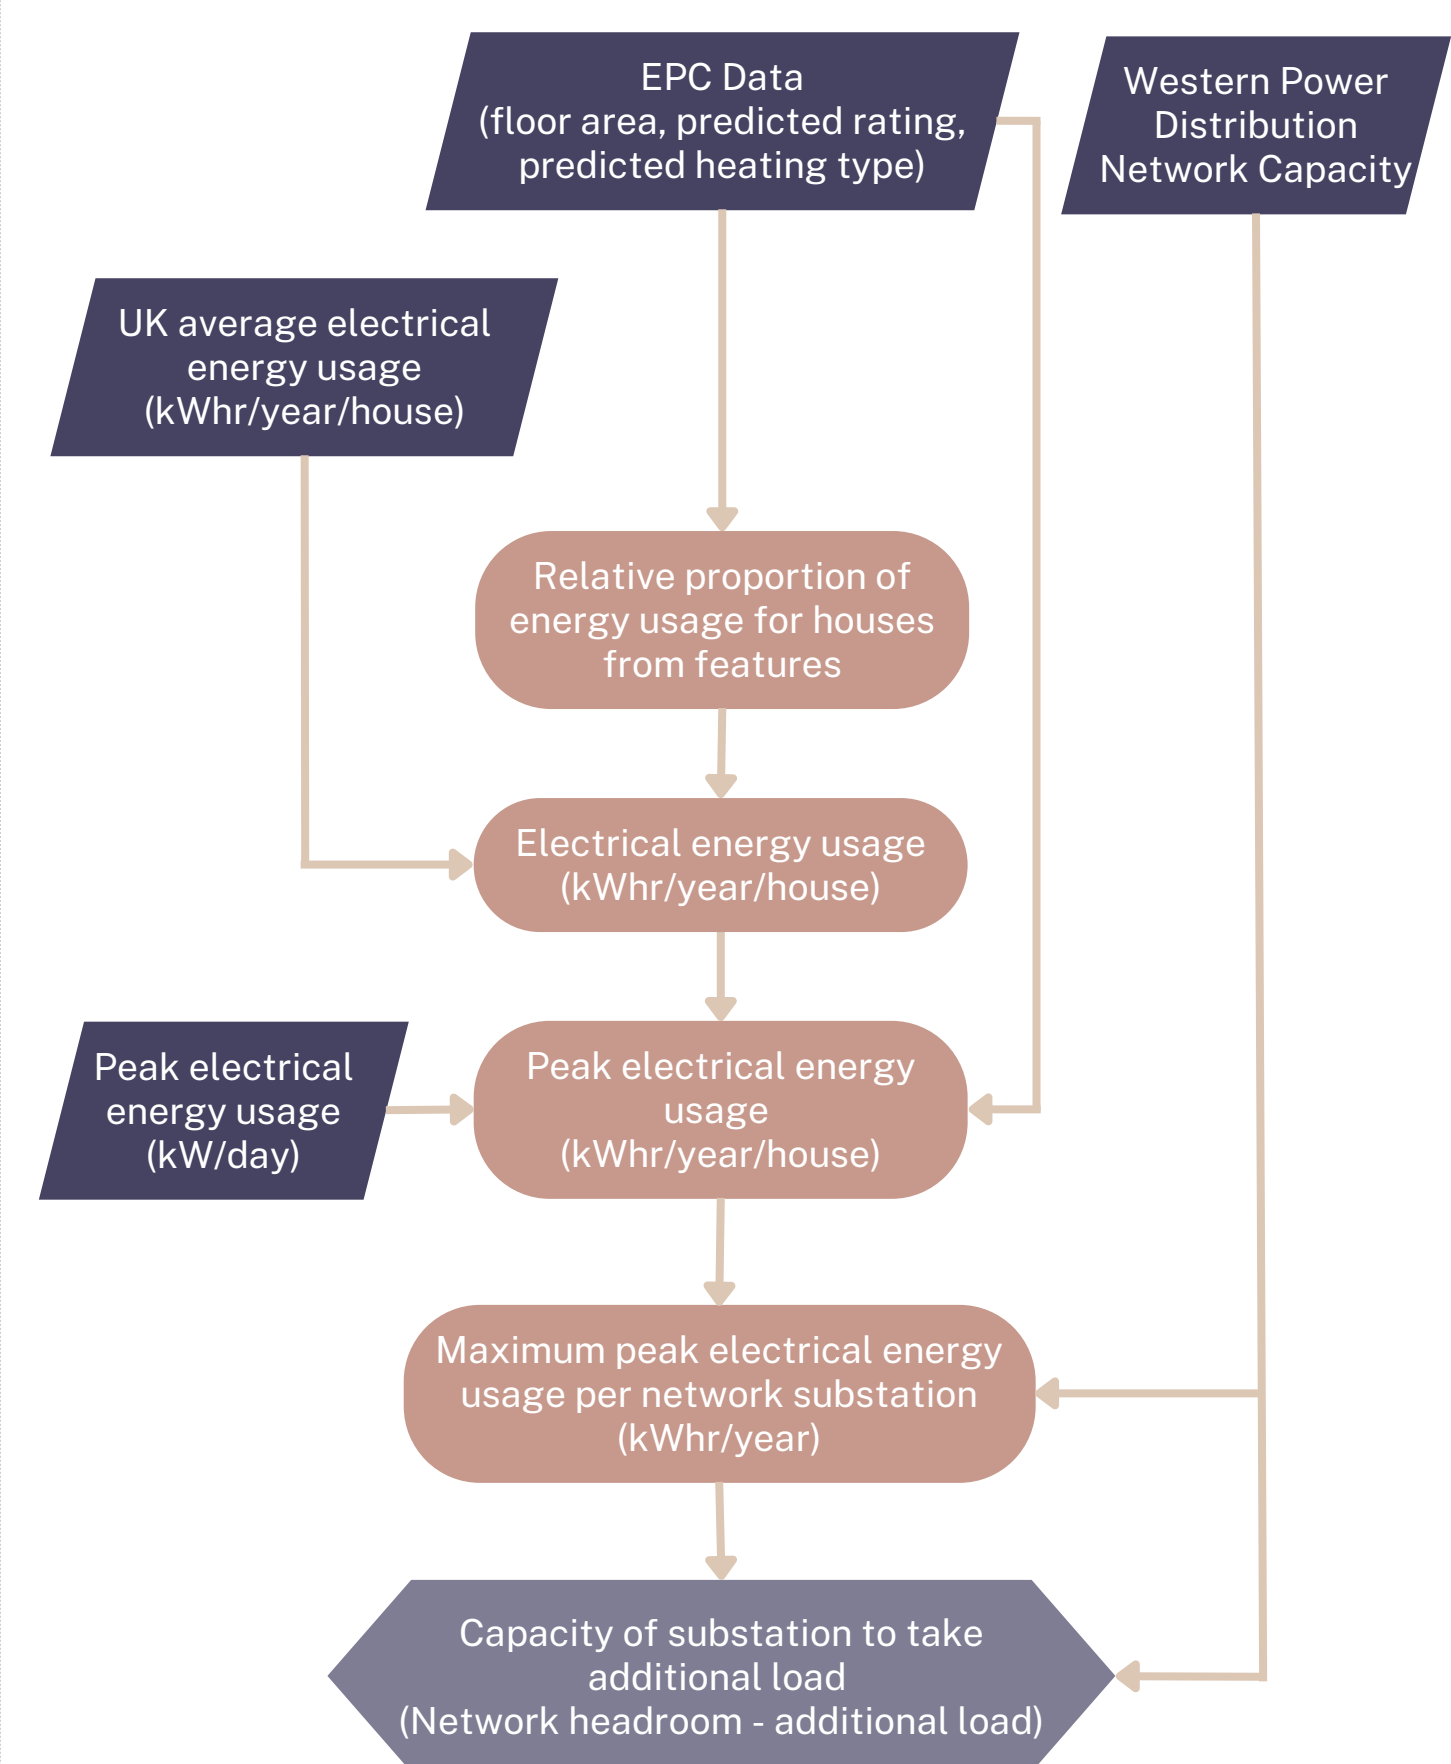 EPC Data
(floor area, predicted rating,
predicted heating type)
Western Power
Distribution
Network Capacity
UK average electrical
energy usage
(kWhr/year/house)
Relative proportion of
energy usage for houses
from features
Electrical energy usage
(kWhr/year/house)
Peak electrical
energy usage
(kW/day)
Peak electrical energy
usage
(kWhr/year/house)
Maximum peak electrical energy
usage per network substation
(kWhr/year)
Capacity of substation to take
additional load
(Network headroom - additional load)